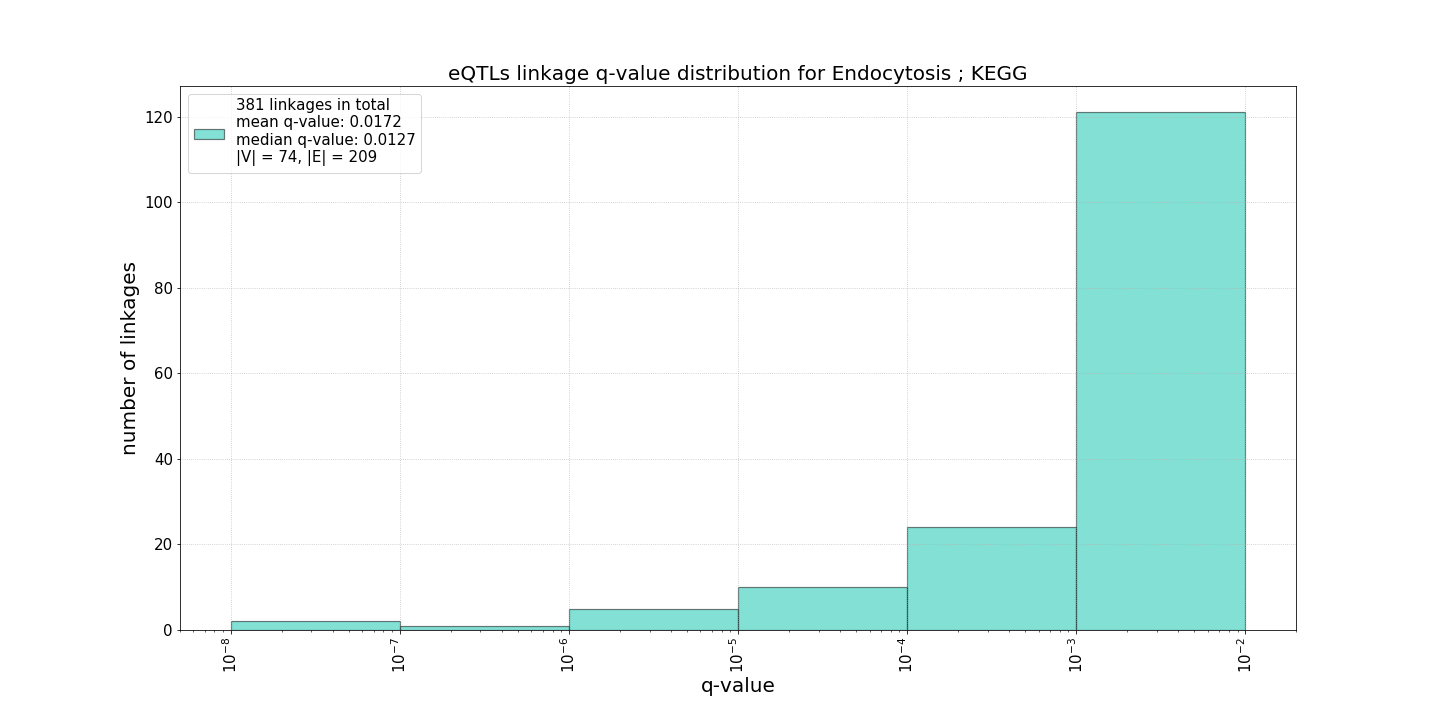 eQTLs linkage q-value distribution for Endocytosis ; KEGG
381 linkages in total
mean q-value: 0.0172
median q-value: 0.0127
|V| = 74, |E| = 209
number of linkages
120
100
80
60
40
20
0
10⁻⁸ 10⁻⁷ 10⁻⁶ 10⁻⁵ 10⁻⁴ 10⁻³ 10⁻²
q-value